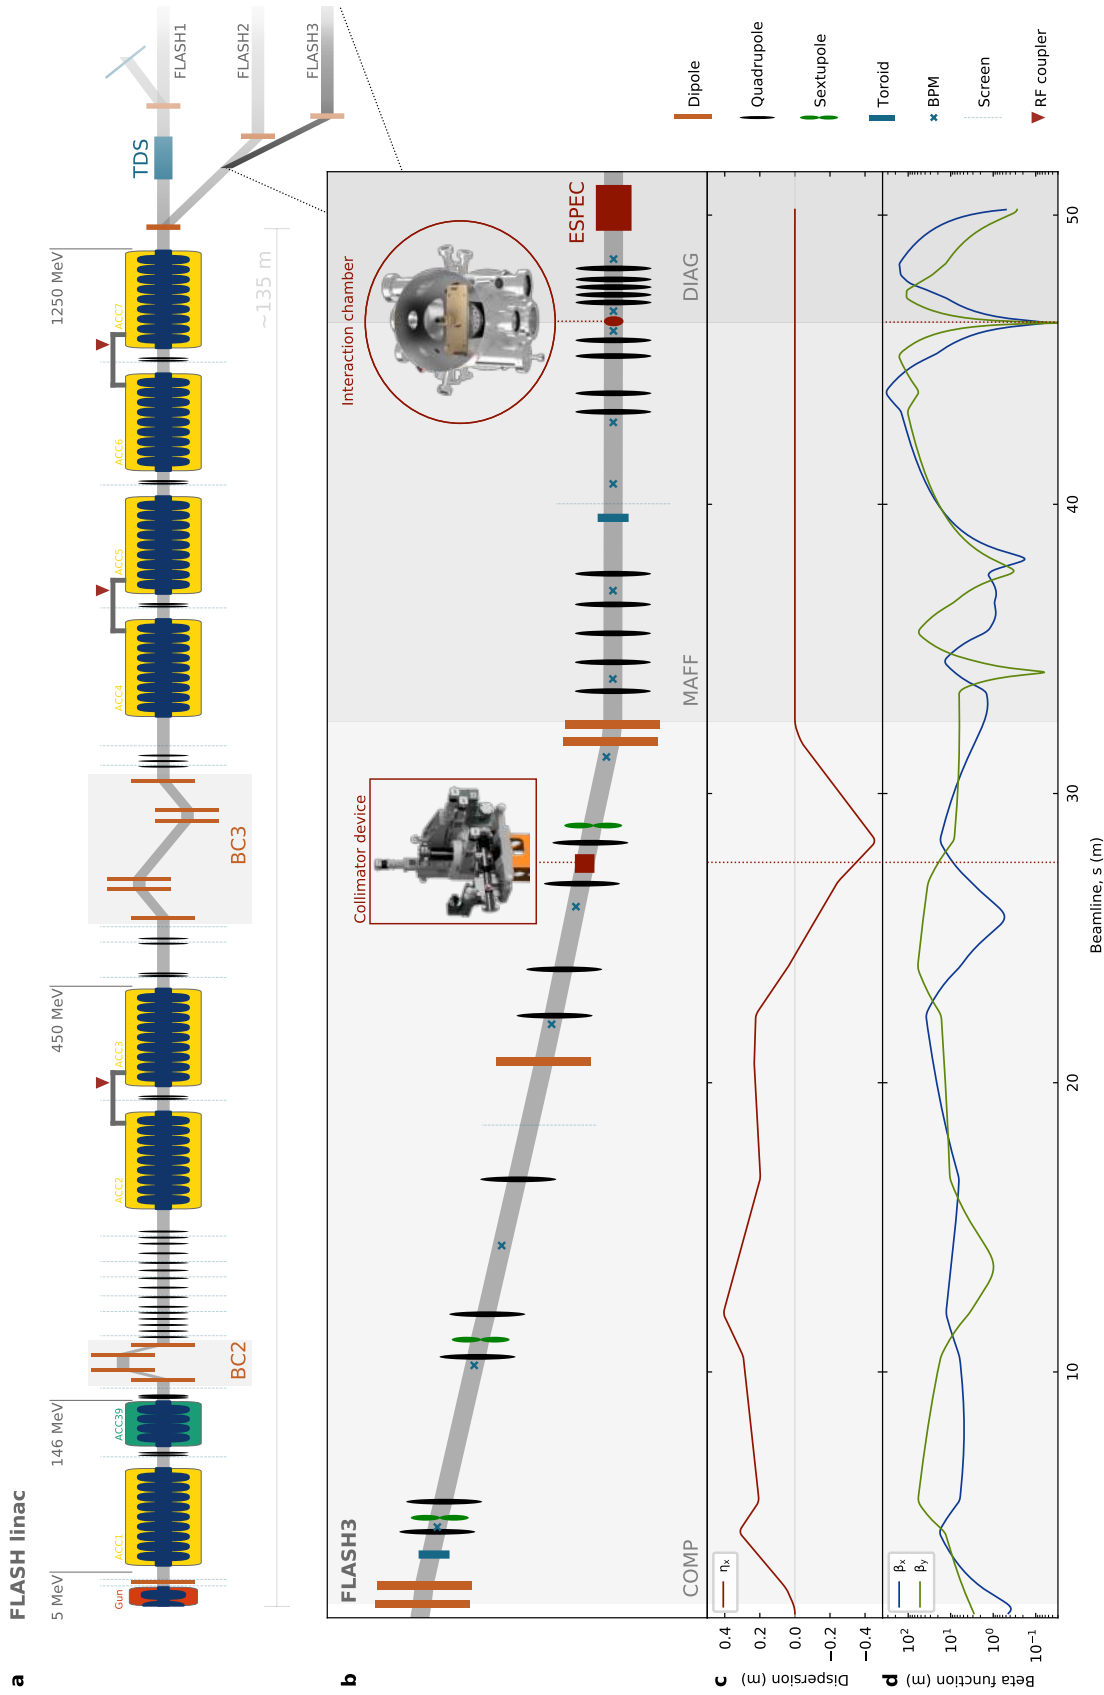 a
FLASH linac
5 MeV
146 MeV
450 MeV
1250 MeV
Gun
ACC1
ACC39
ACC2
ACC3
ACC4
ACC5
ACC6
ACC7
BC2
BC3
TDS
~135 m
FLASH1
FLASH2
FLASH3
b
FLASH3
Collimator device
Interaction chamber
ESPEC
COMP
MAFF
DIAG
Dipole
Quadrupole
Sextupole
Toroid
BPM
Screen
RF coupler
c
Dispersion (m)
0.4
0.2
0.0
−0.2
−0.4
ηx
d
Beta function (m)
10²
10¹
10⁰
10⁻¹
βx
βy
10
20
30
40
50
Beamline, s (m)